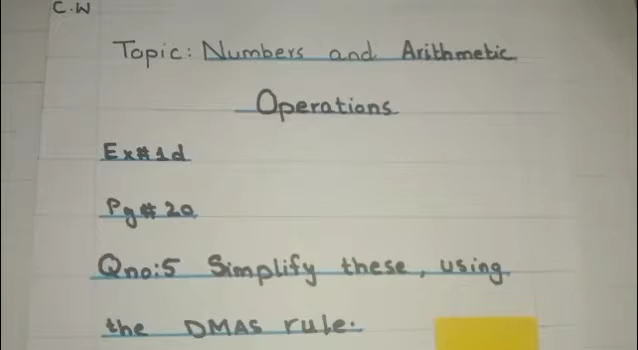 C.W
Topic: Numbers and Arithmetic
Operations
Ex#1d
Pg#20
Qno:5 Simplify these, using
the DMAS rule.